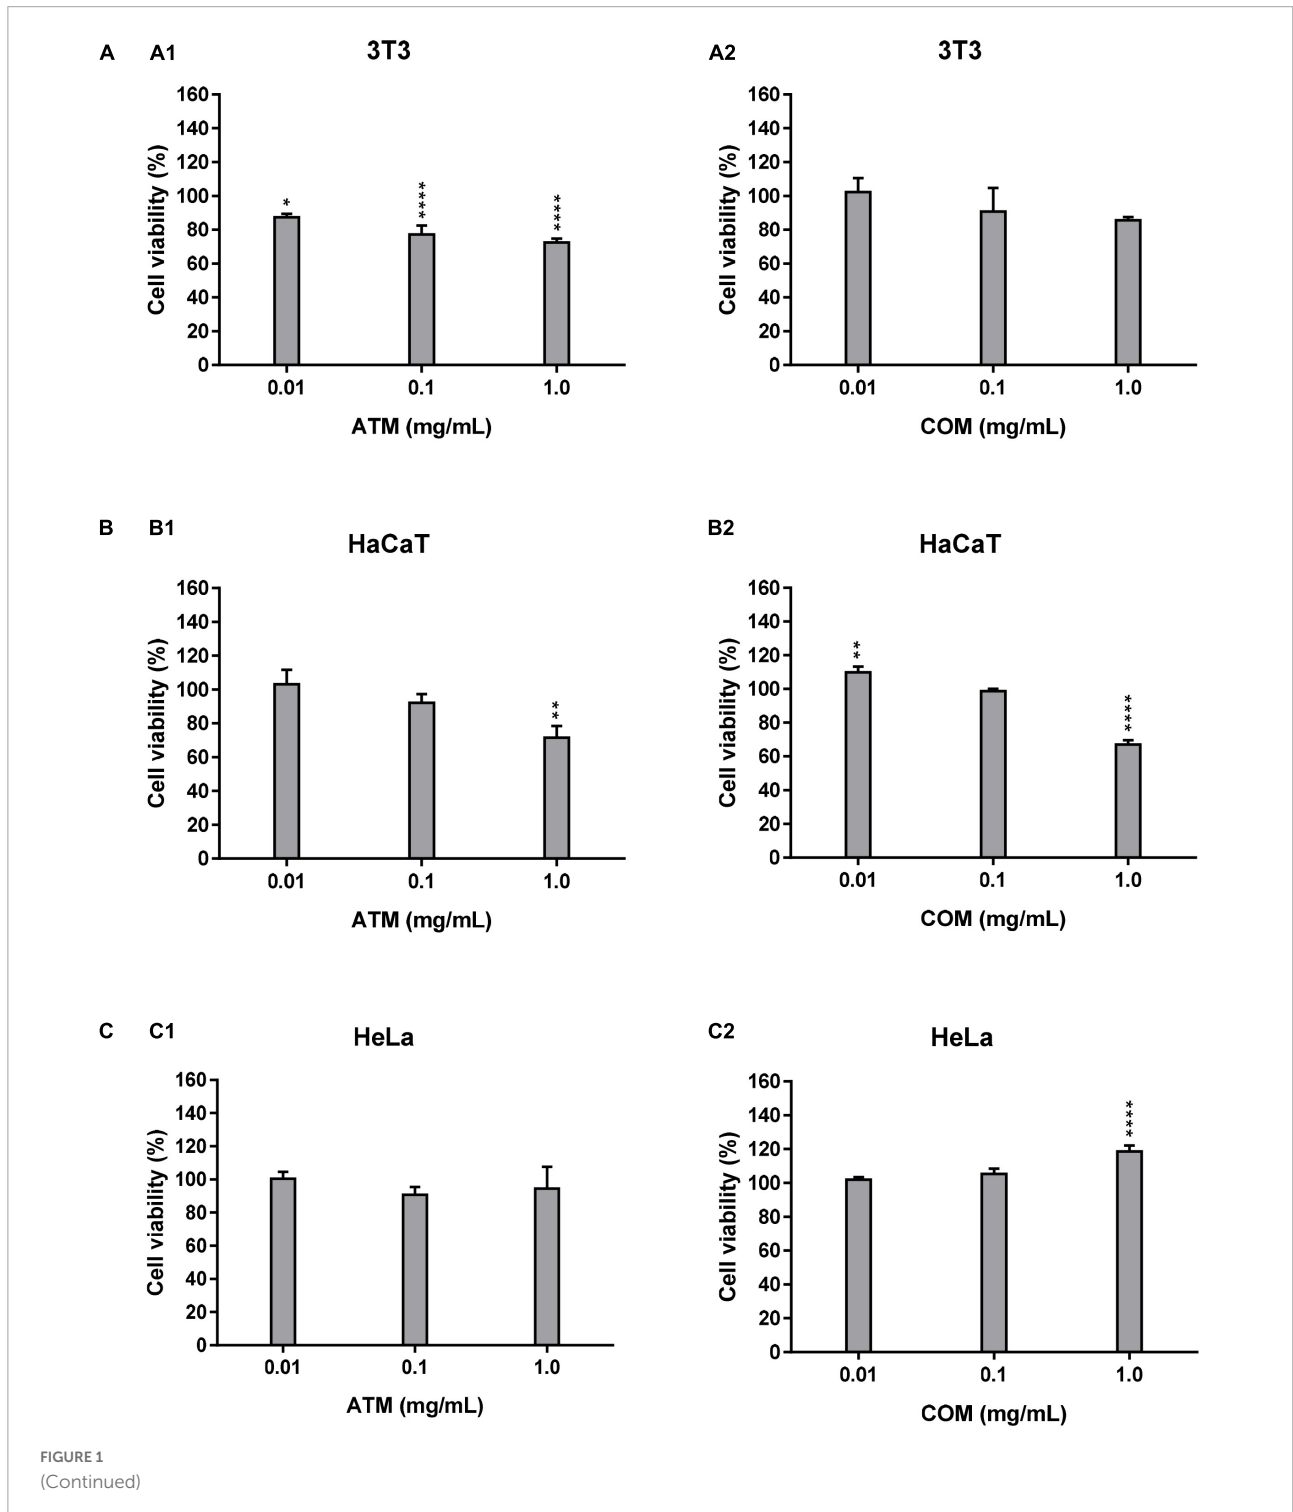 A A1 3T3
160
140
120
100
80
60
40
20
0
Cell viability (%)
*
****
****
0.01 0.1 1.0
ATM (mg/mL)
A2 3T3
160
140
120
100
80
60
40
20
0
Cell viability (%)
0.01 0.1 1.0
COM (mg/mL)
B B1 HaCaT
160
140
120
100
80
60
40
20
0
Cell viability (%)
**
0.01 0.1 1.0
ATM (mg/mL)
B2 HaCaT
160
140
120
100
80
60
40
20
0
Cell viability (%)
**
****
0.01 0.1 1.0
COM (mg/mL)
C C1 HeLa
160
140
120
100
80
60
40
20
0
Cell viability (%)
0.01 0.1 1.0
ATM (mg/mL)
C2 HeLa
160
140
120
100
80
60
40
20
0
Cell viability (%)
****
0.01 0.1 1.0
COM (mg/mL)
FIGURE 1
(Continued)